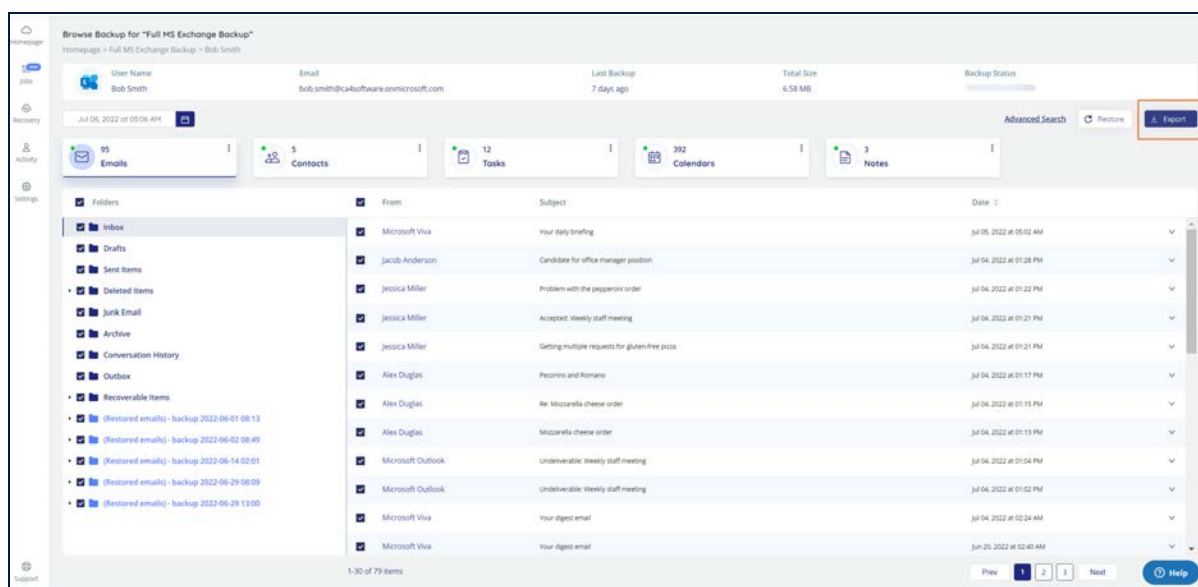 Homepage
Browse Backup for "Full MS Exchange Backup"
Homepage > Full MS Exchange Backup > Bob Smith
User Name
Email
Last Backup
Total Size
Backup Status
Bob Smith
bob.smith@ca4software.onmicrosoft.com
7 days ago
6.58 MB
Jobs
Recovery
Activity
Settings
Jul 06, 2022 at 05:06 AM
Advanced Search
Restore
Export
95
Emails
5
Contacts
12
Tasks
392
Calendars
3
Notes
Folders
Inbox
Drafts
Sent Items
Deleted Items
Junk Email
Archive
Conversation History
Outbox
Recoverable Items
(Restored emails) - backup 2022-06-01 08:13
(Restored emails) - backup 2022-06-02 08:49
(Restored emails) - backup 2022-06-14 02:01
(Restored emails) - backup 2022-06-29 08:09
(Restored emails) - backup 2022-06-29 13:00
From Subject Date
Microsoft Viva Your daily briefing Jul 05, 2022 at 05:02 AM
Jacob Anderson Candidate for office manager position Jul 04, 2022 at 01:28 PM
Jessica Miller Problem with the pepperoni order Jul 04, 2022 at 01:22 PM
Jessica Miller Accepted: Weekly staff meeting Jul 04, 2022 at 01:21 PM
Jessica Miller Getting multiple requests for gluten-free pizza Jul 04, 2022 at 01:21 PM
Alex Duglas Pecorino and Romano Jul 04, 2022 at 01:17 PM
Alex Duglas Re: Mozzarella cheese order Jul 04, 2022 at 01:15 PM
Alex Duglas Mozzarella cheese order Jul 04, 2022 at 01:13 PM
Microsoft Outlook Undeliverable: Weekly staff meeting Jul 04, 2022 at 01:04 PM
Microsoft Outlook Undeliverable: Weekly staff meeting Jul 04, 2022 at 01:02 PM
Microsoft Viva Your digest email Jul 04, 2022 at 02:24 AM
Microsoft Viva Your digest email Jun 20, 2022 at 02:40 AM
1-30 of 79 items
Prev 1 2 3 Next
Help
Support